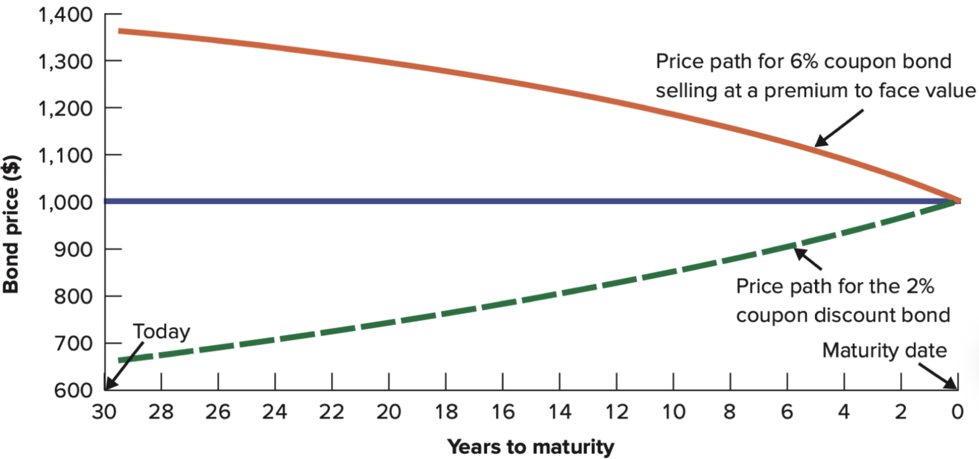 Bond price ($)
1,400
1,300
1,200
1,100
1,000
900
800
700
600
Price path for 6% coupon bond
selling at a premium to face value
Price path for the 2%
coupon discount bond
Today
Maturity date
30 28 26 24 22 20 18 16 14 12 10 8 6 4 2 0
Years to maturity